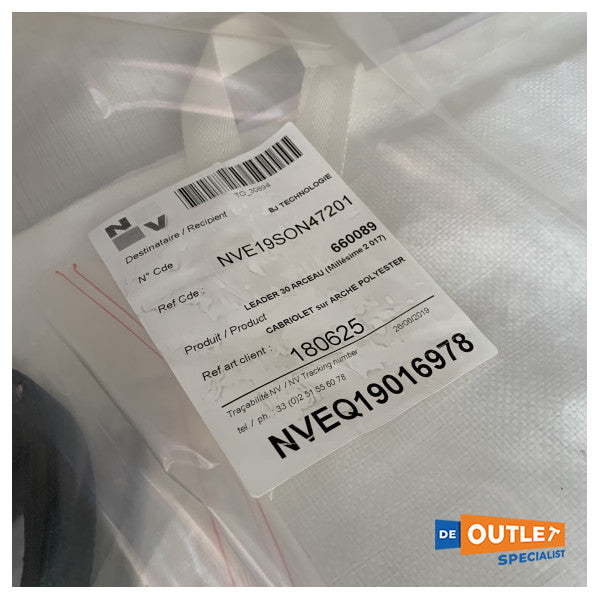 TO_30894
NV
Destinataire / Recipient
BJ TECHNOLOGIE
N° Cde
NVE19SON47201
Ref Cde :
660089
LEADER 30 ARCEAU (Millésime 2 017)
Produit / Product
CABRIOLET sur ARCHE POLYESTER
Ref art client :
180625
26/06/2019
Traçabilité NV / NV Tracking number
tel / ph. : 33 (0)2 51 55 60 78
NVEQ19016978
DE OUTLET
SPECIALIST